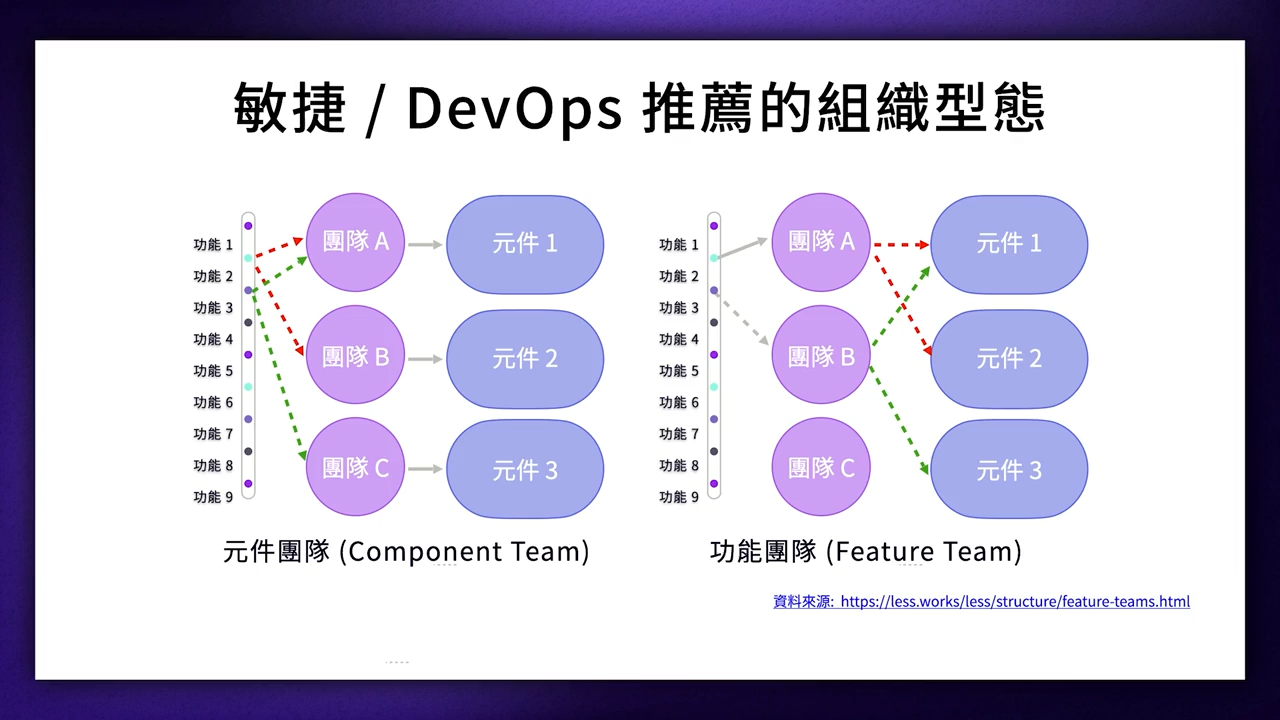 敏捷 / DevOps 推薦的組織型態
功能 1
功能 2
功能 3
功能 4
功能 5
功能 6
功能 7
功能 8
功能 9
團隊 A
元件 1
團隊 B
元件 2
團隊 C
元件 3
元件團隊 (Component Team)
功能 1
功能 2
功能 3
功能 4
功能 5
功能 6
功能 7
功能 8
功能 9
團隊 A
元件 1
團隊 B
元件 2
團隊 C
元件 3
功能團隊 (Feature Team)
資料來源: https://less.works/less/structure/feature-teams.html